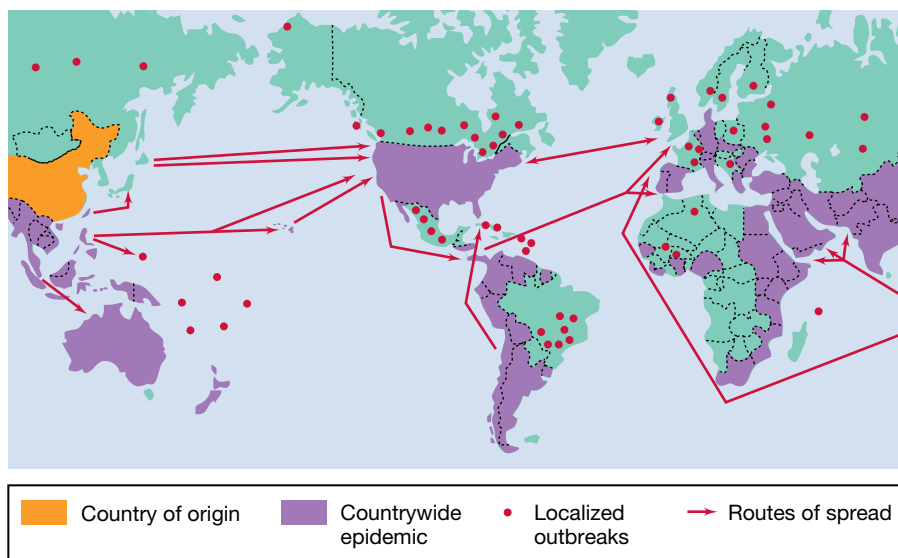 Country of origin
Countrywide
epidemic
Localized
outbreaks
Routes of spread